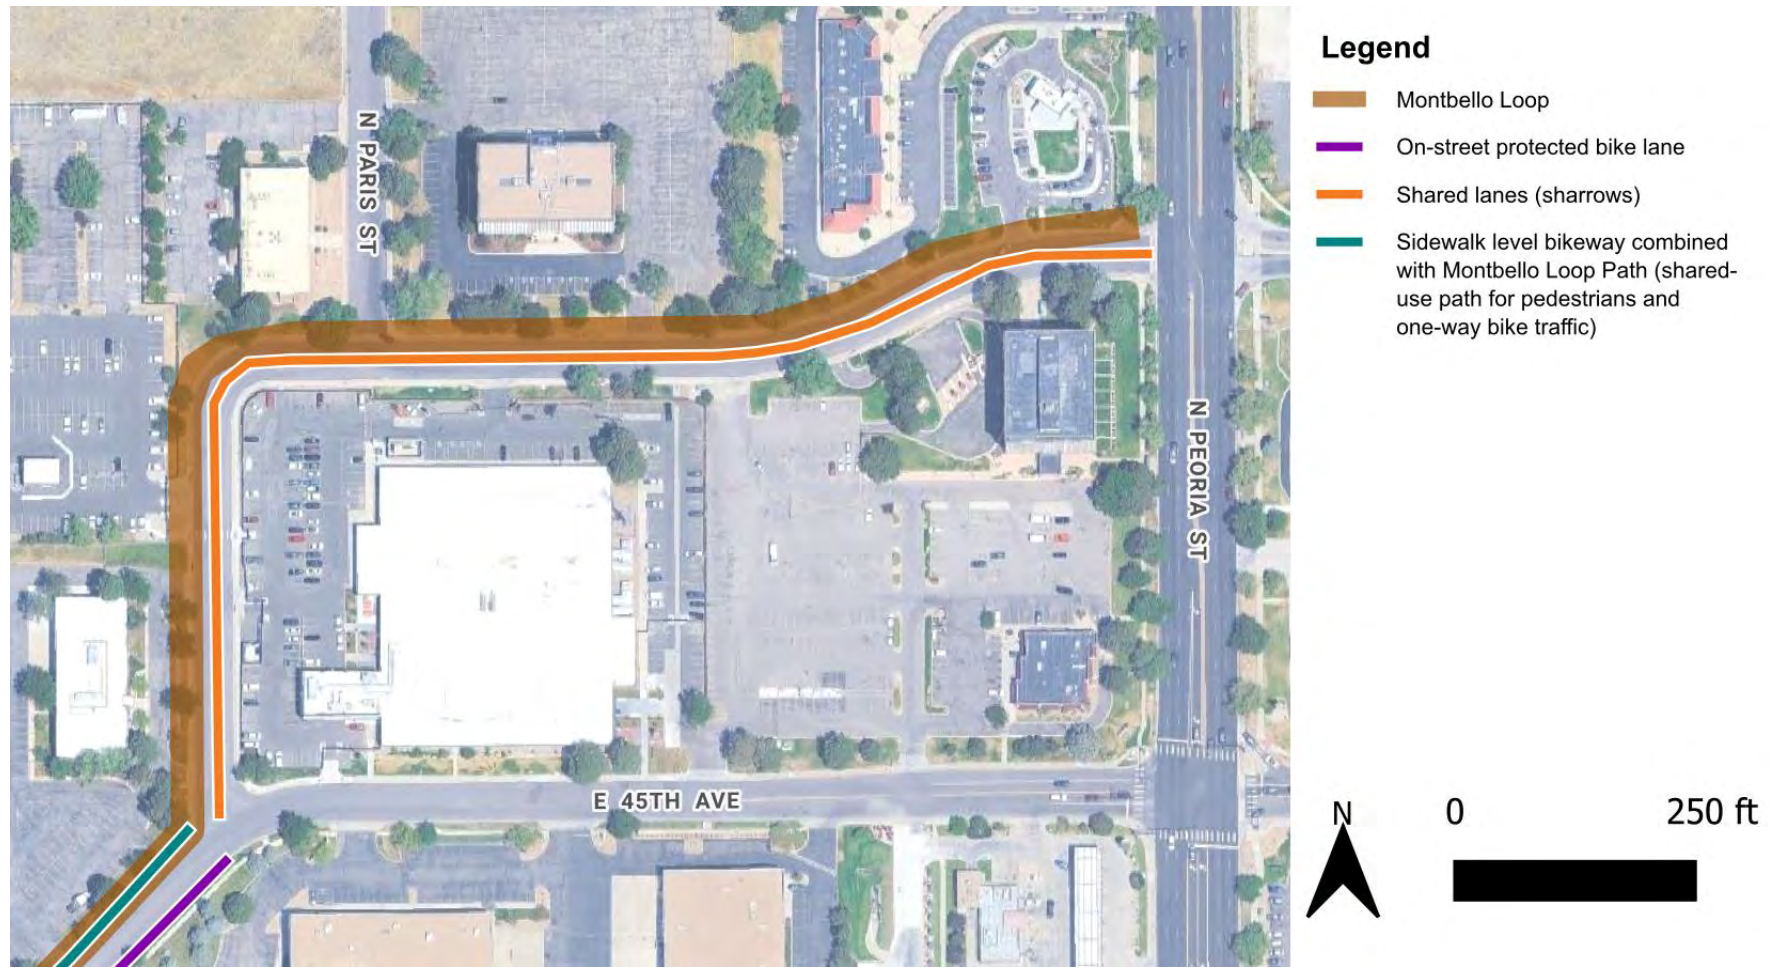 Legend
Montbello Loop
On-street protected bike lane
Shared lanes (sharrows)
Sidewalk level bikeway combined
with Montbello Loop Path (shared-
use path for pedestrians and
one-way bike traffic)
N PARIS ST
N PEORIA ST
E 45TH AVE
N
0 250 ft